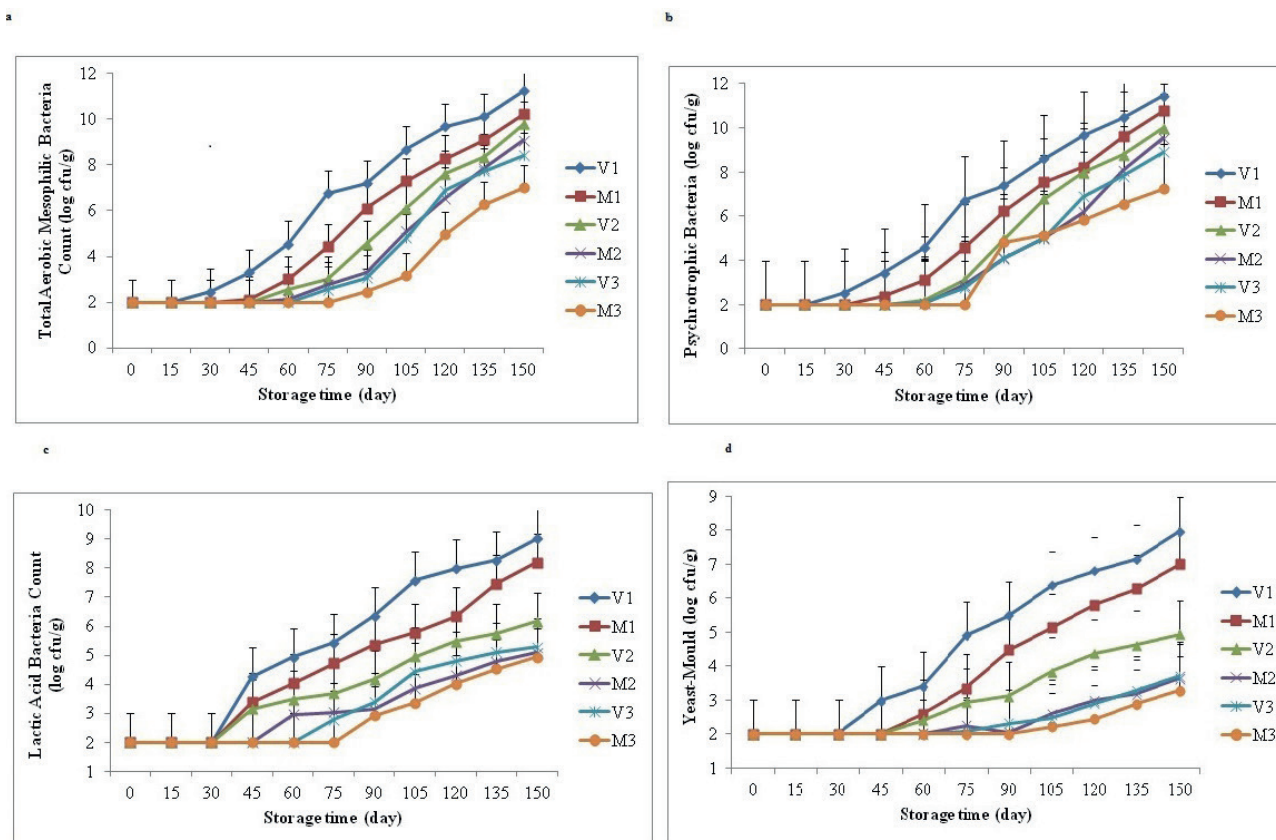 a
b
Total Aerobic Mesophilic Bacteria
Count (log cfu/g)
12
10
8
6
4
2
0
0 15 30 45 60 75 90 105 120 135 150
Storage time (day)
V1
M1
V2
M2
V3
M3
Psychrotrophic Bacteria (log cfu/g)
12
10
8
6
4
2
0
0 15 30 45 60 75 90 105 120 135 150
Storage time (day)
V1
M1
V2
M2
V3
M3
c
d
Lactic Acid Bacteria Count
(log cfu/g)
10
9
8
7
6
5
4
3
2
1
0 15 30 45 60 75 90 105 120 135 150
Storage time (day)
V1
M1
V2
M2
V3
M3
Yeast-Mould (log cfu/g)
9
8
7
6
5
4
3
2
1
0 15 30 45 60 75 90 105 120 135 150
Storage time (day)
V1
M1
V2
M2
V3
M3